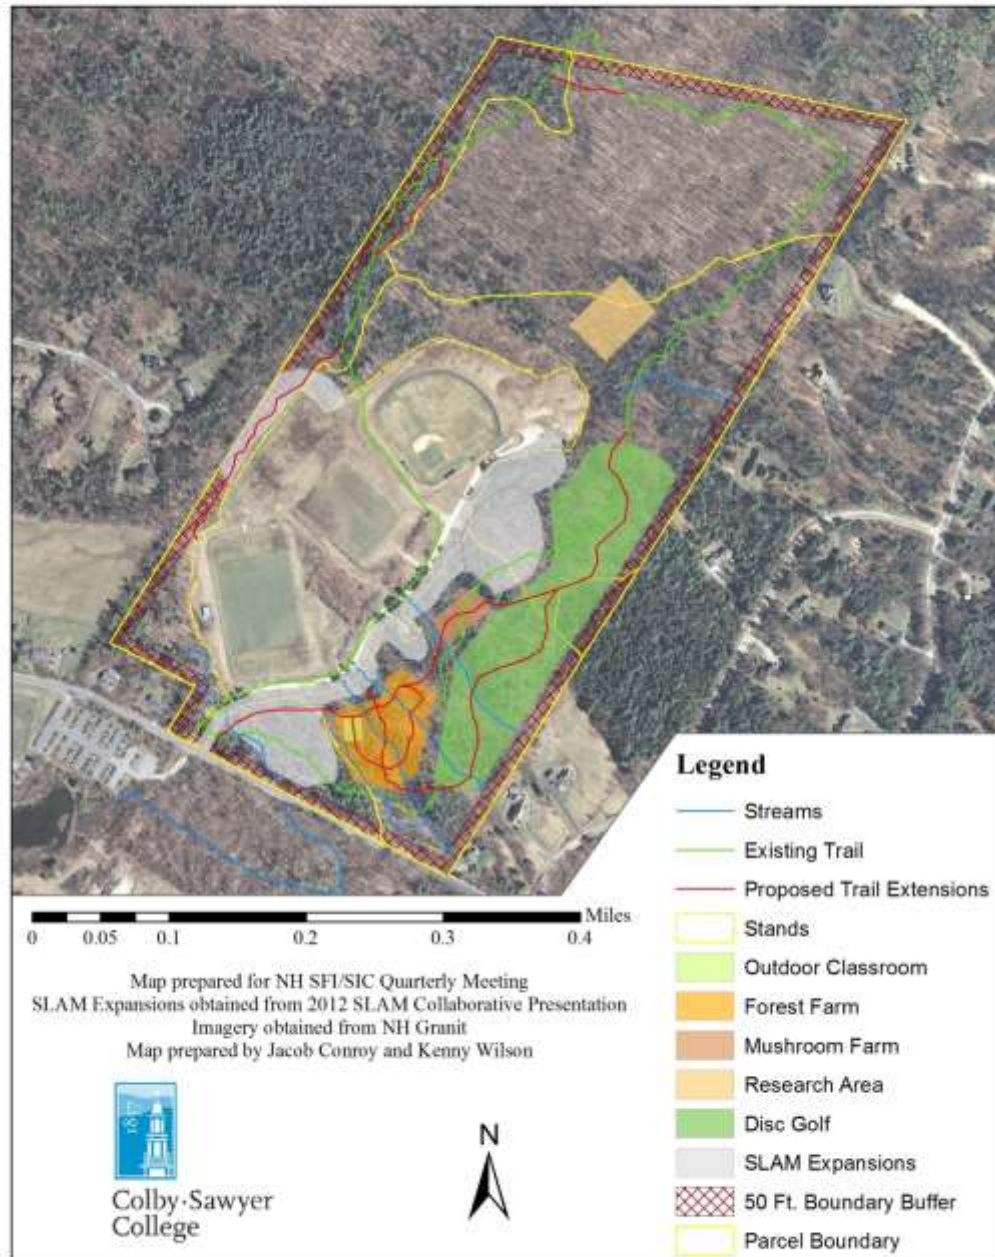 Legend
Streams
Existing Trail
Proposed Trail Extensions
Stands
Outdoor Classroom
Forest Farm
Mushroom Farm
Research Area
Disc Golf
SLAM Expansions
50 Ft. Boundary Buffer
Parcel Boundary
Miles
0 0.05 0.1 0.2 0.3 0.4
Map prepared for NH SFI/SIC Quarterly Meeting
SLAM Expansions obtained from 2012 SLAM Collaborative Presentation
Imagery obtained from NH Granit
Map prepared by Jacob Conroy and Kenny Wilson
1837
Colby·Sawyer
College
N